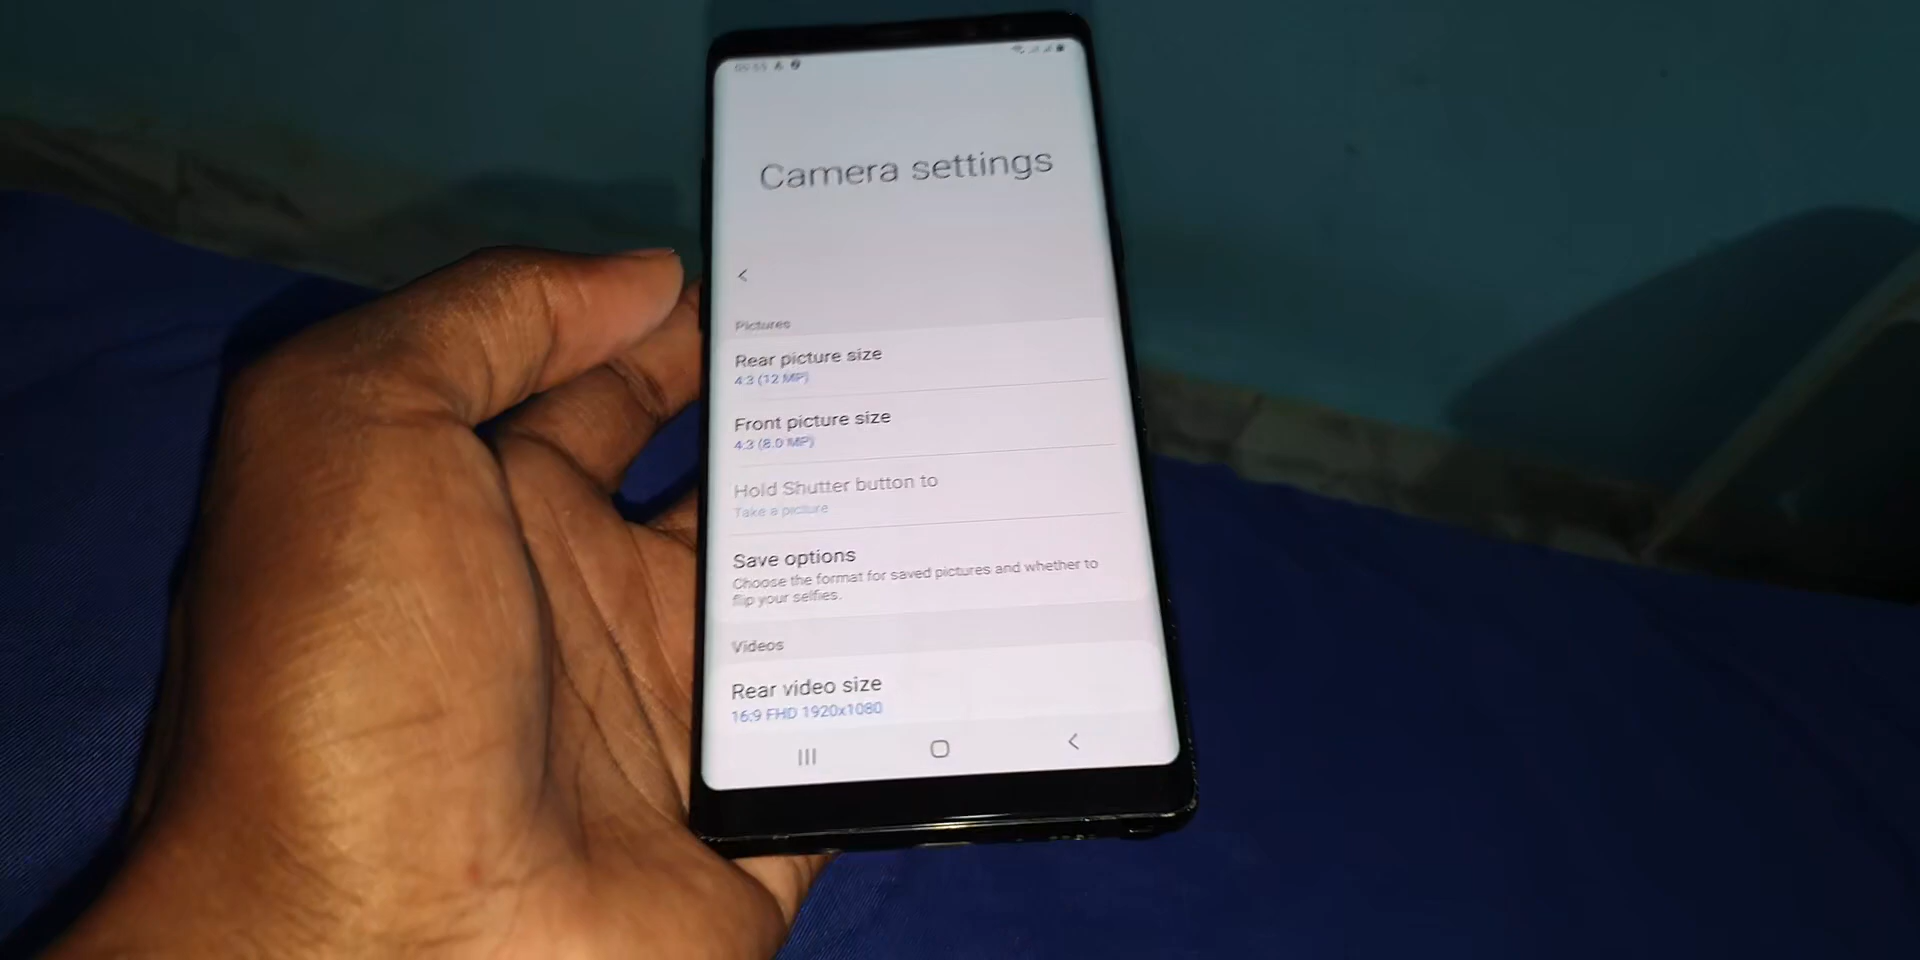 Camera settings
Pictures
Rear picture size
4:3 (12 MP)
Front picture size
4:3 (8.0 MP)
Hold Shutter button to
Take a picture
Save options
Choose the format for saved pictures and whether to
flip your selfies.
Videos
Rear video size
16:9 FHD 1920x1080